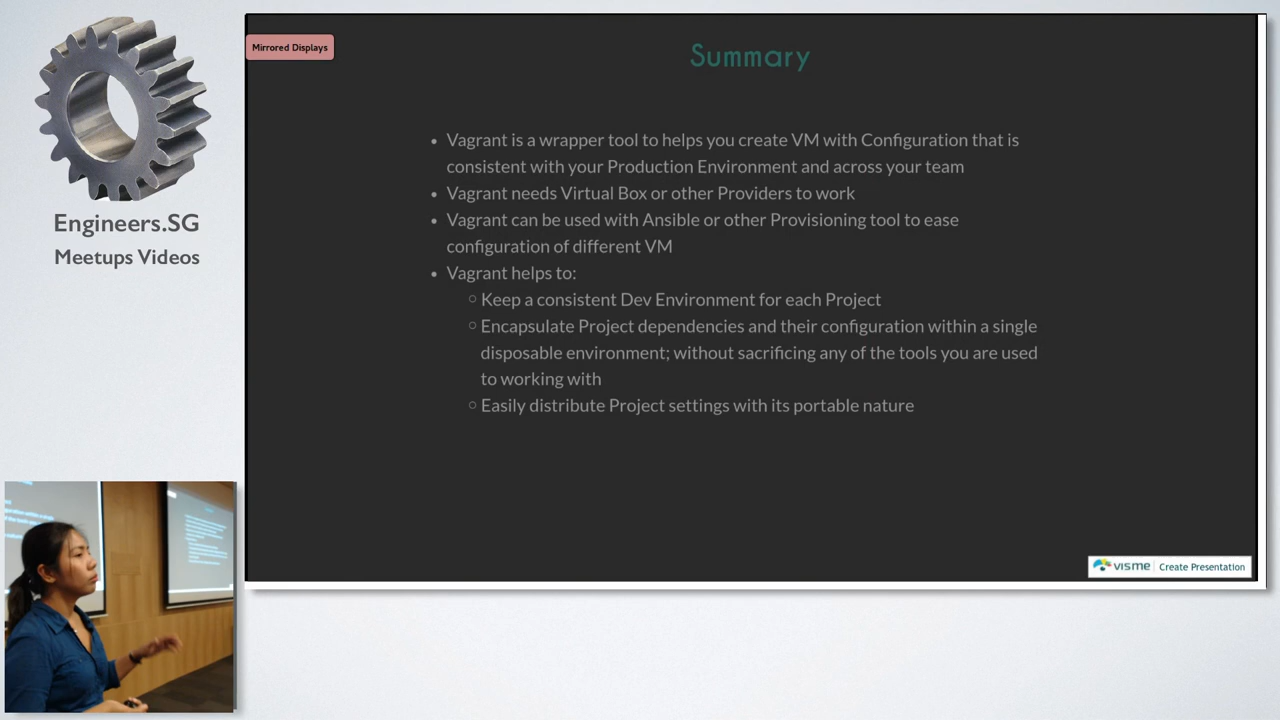 Engineers.SG
Meetups Videos
Mirrored Displays
Summary
• Vagrant is a wrapper tool to helps you create VM with Configuration that is
consistent with your Production Environment and across your team
• Vagrant needs Virtual Box or other Providers to work
• Vagrant can be used with Ansible or other Provisioning tool to ease
configuration of different VM
• Vagrant helps to:
○ Keep a consistent Dev Environment for each Project
○ Encapsulate Project dependencies and their configuration within a single
disposable environment; without sacrificing any of the tools you are used
to working with
○ Easily distribute Project settings with its portable nature
visme | Create Presentation